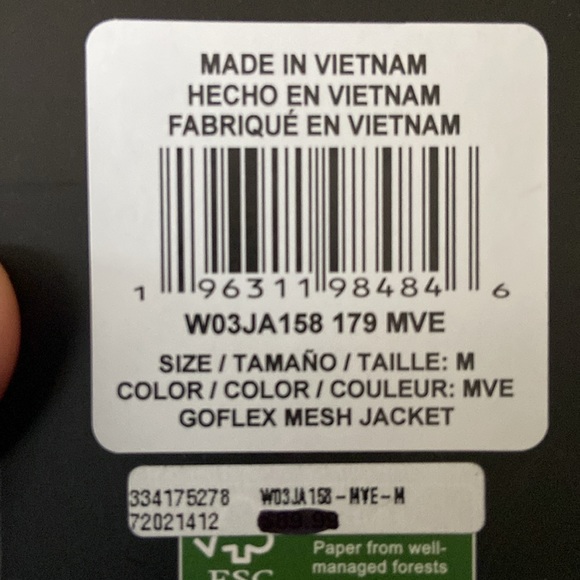 MADE IN VIETNAM
HECHO EN VIETNAM
FABRIQUÉ EN VIETNAM
1 96311 98484 6
W03JA158 179 MVE
SIZE / TAMAÑO / TAILLE: M
COLOR / COLOR / COULEUR: MVE
GOFLEX MESH JACKET
334175278 W03JA158-MVE-M
72021412
FSC
Paper from well-
managed forests